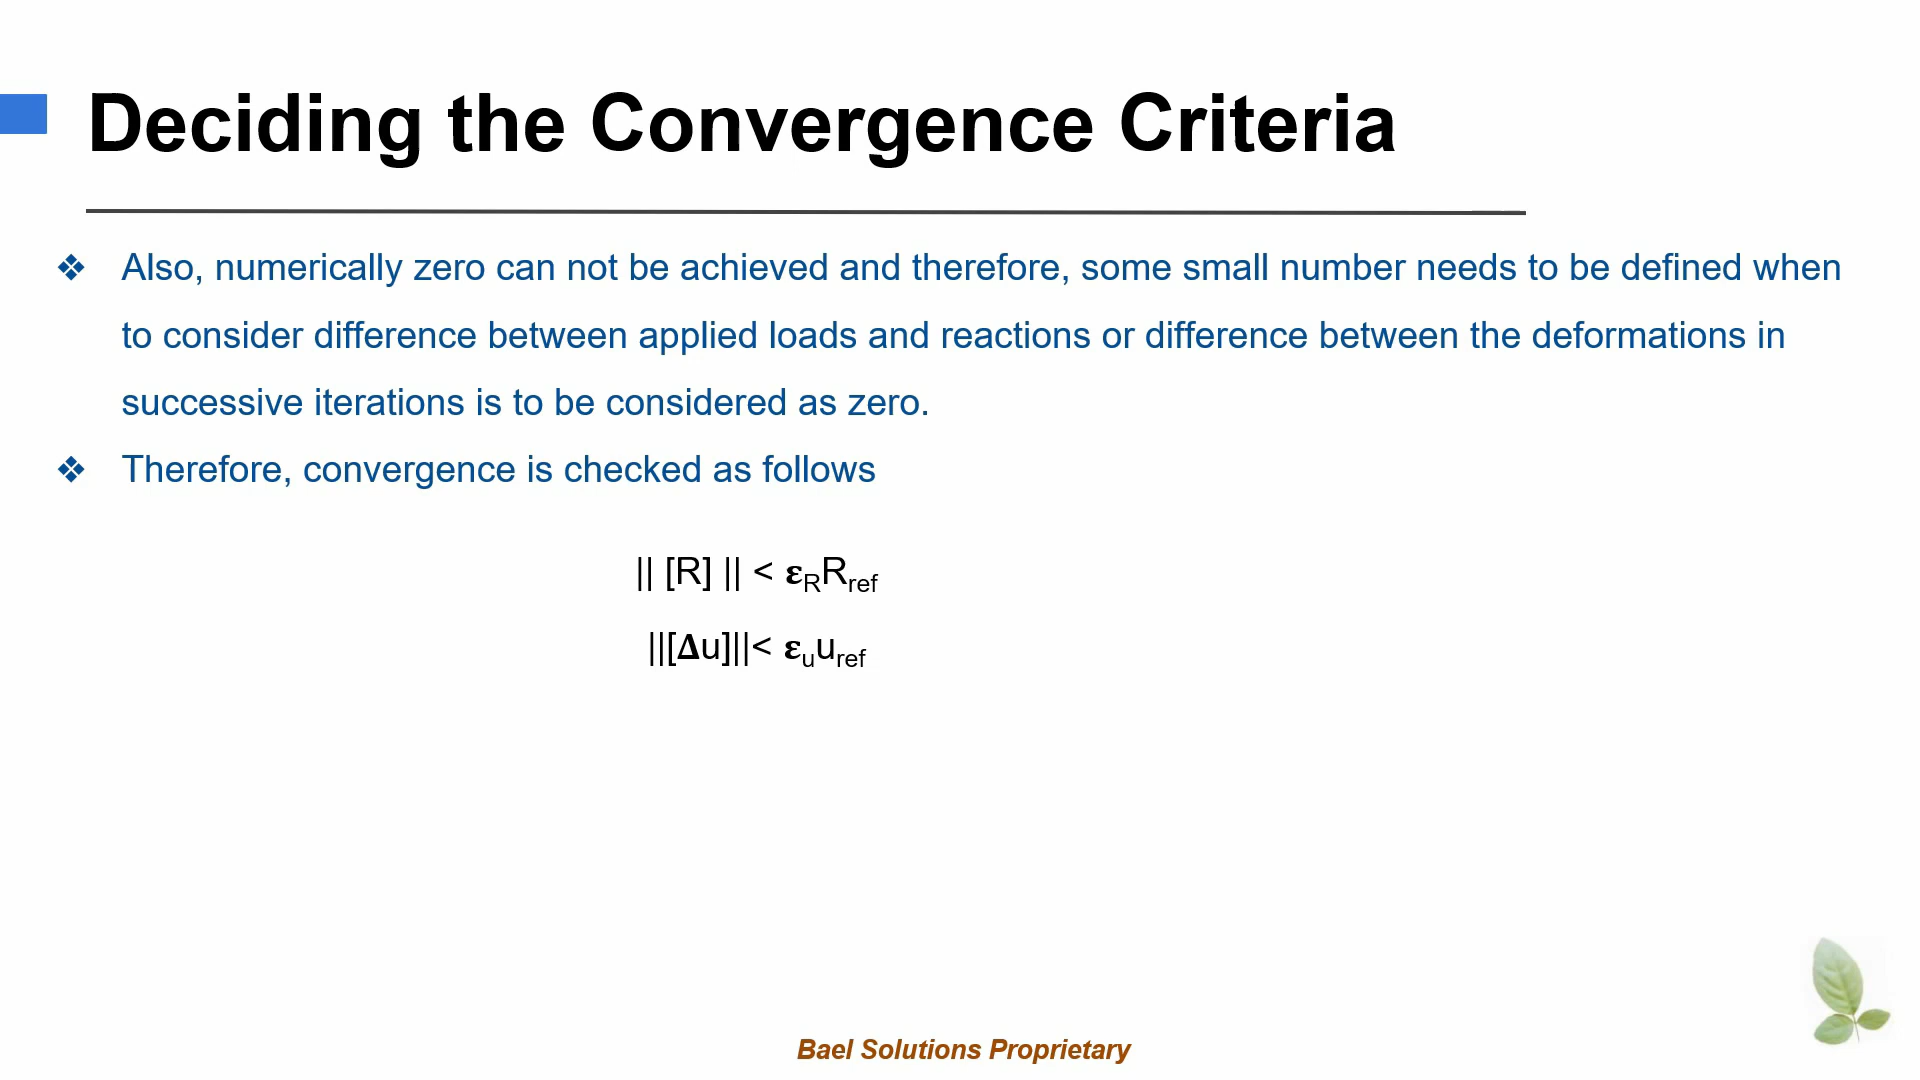 Deciding the Convergence Criteria
❖ Also, numerically zero can not be achieved and therefore, some small number needs to be defined when
to consider difference between applied loads and reactions or difference between the deformations in
successive iterations is to be considered as zero.
❖ Therefore, convergence is checked as follows
|| [R] || < εRRref
||[Δu]||< εuuref
Bael Solutions Proprietary